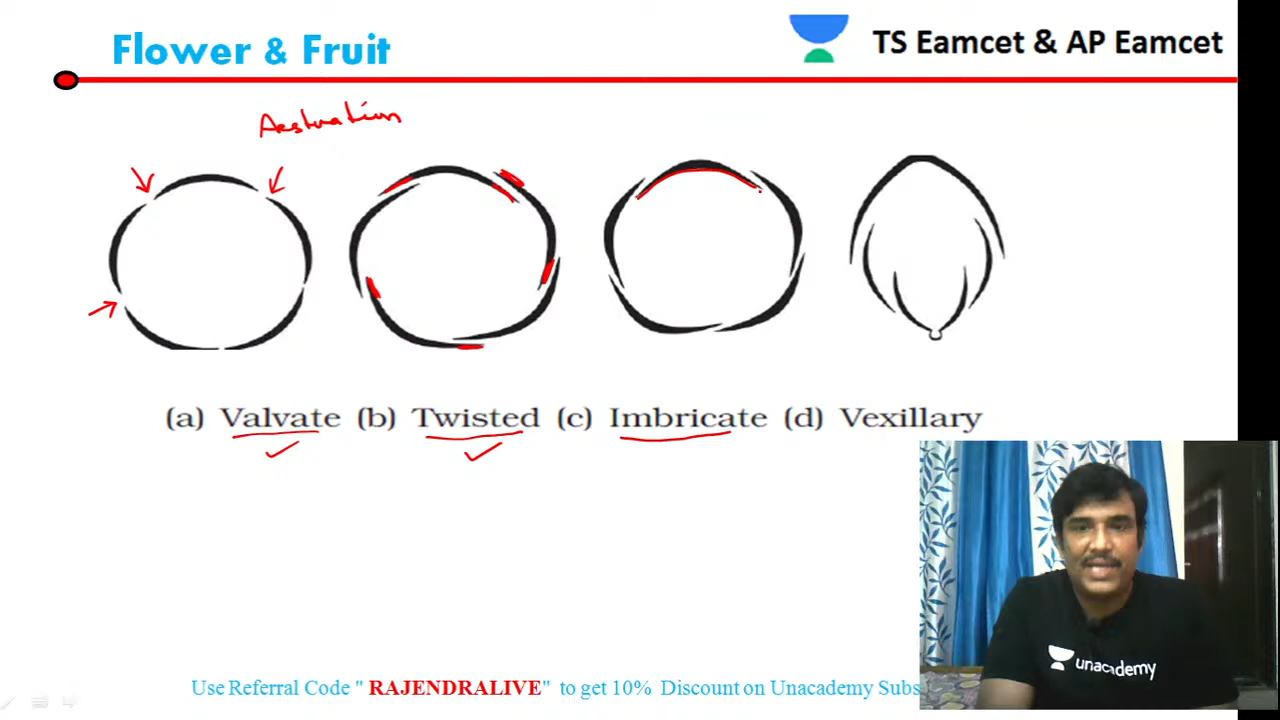 Flower & Fruit
TS Eamcet & AP Eamcet
Aestivation
(a) Valvate (b) Twisted (c) Imbricate (d) Vexillary
unacademy
Use Referral Code " RAJENDRALIVE" to get 10% Discount on Unacademy Subs